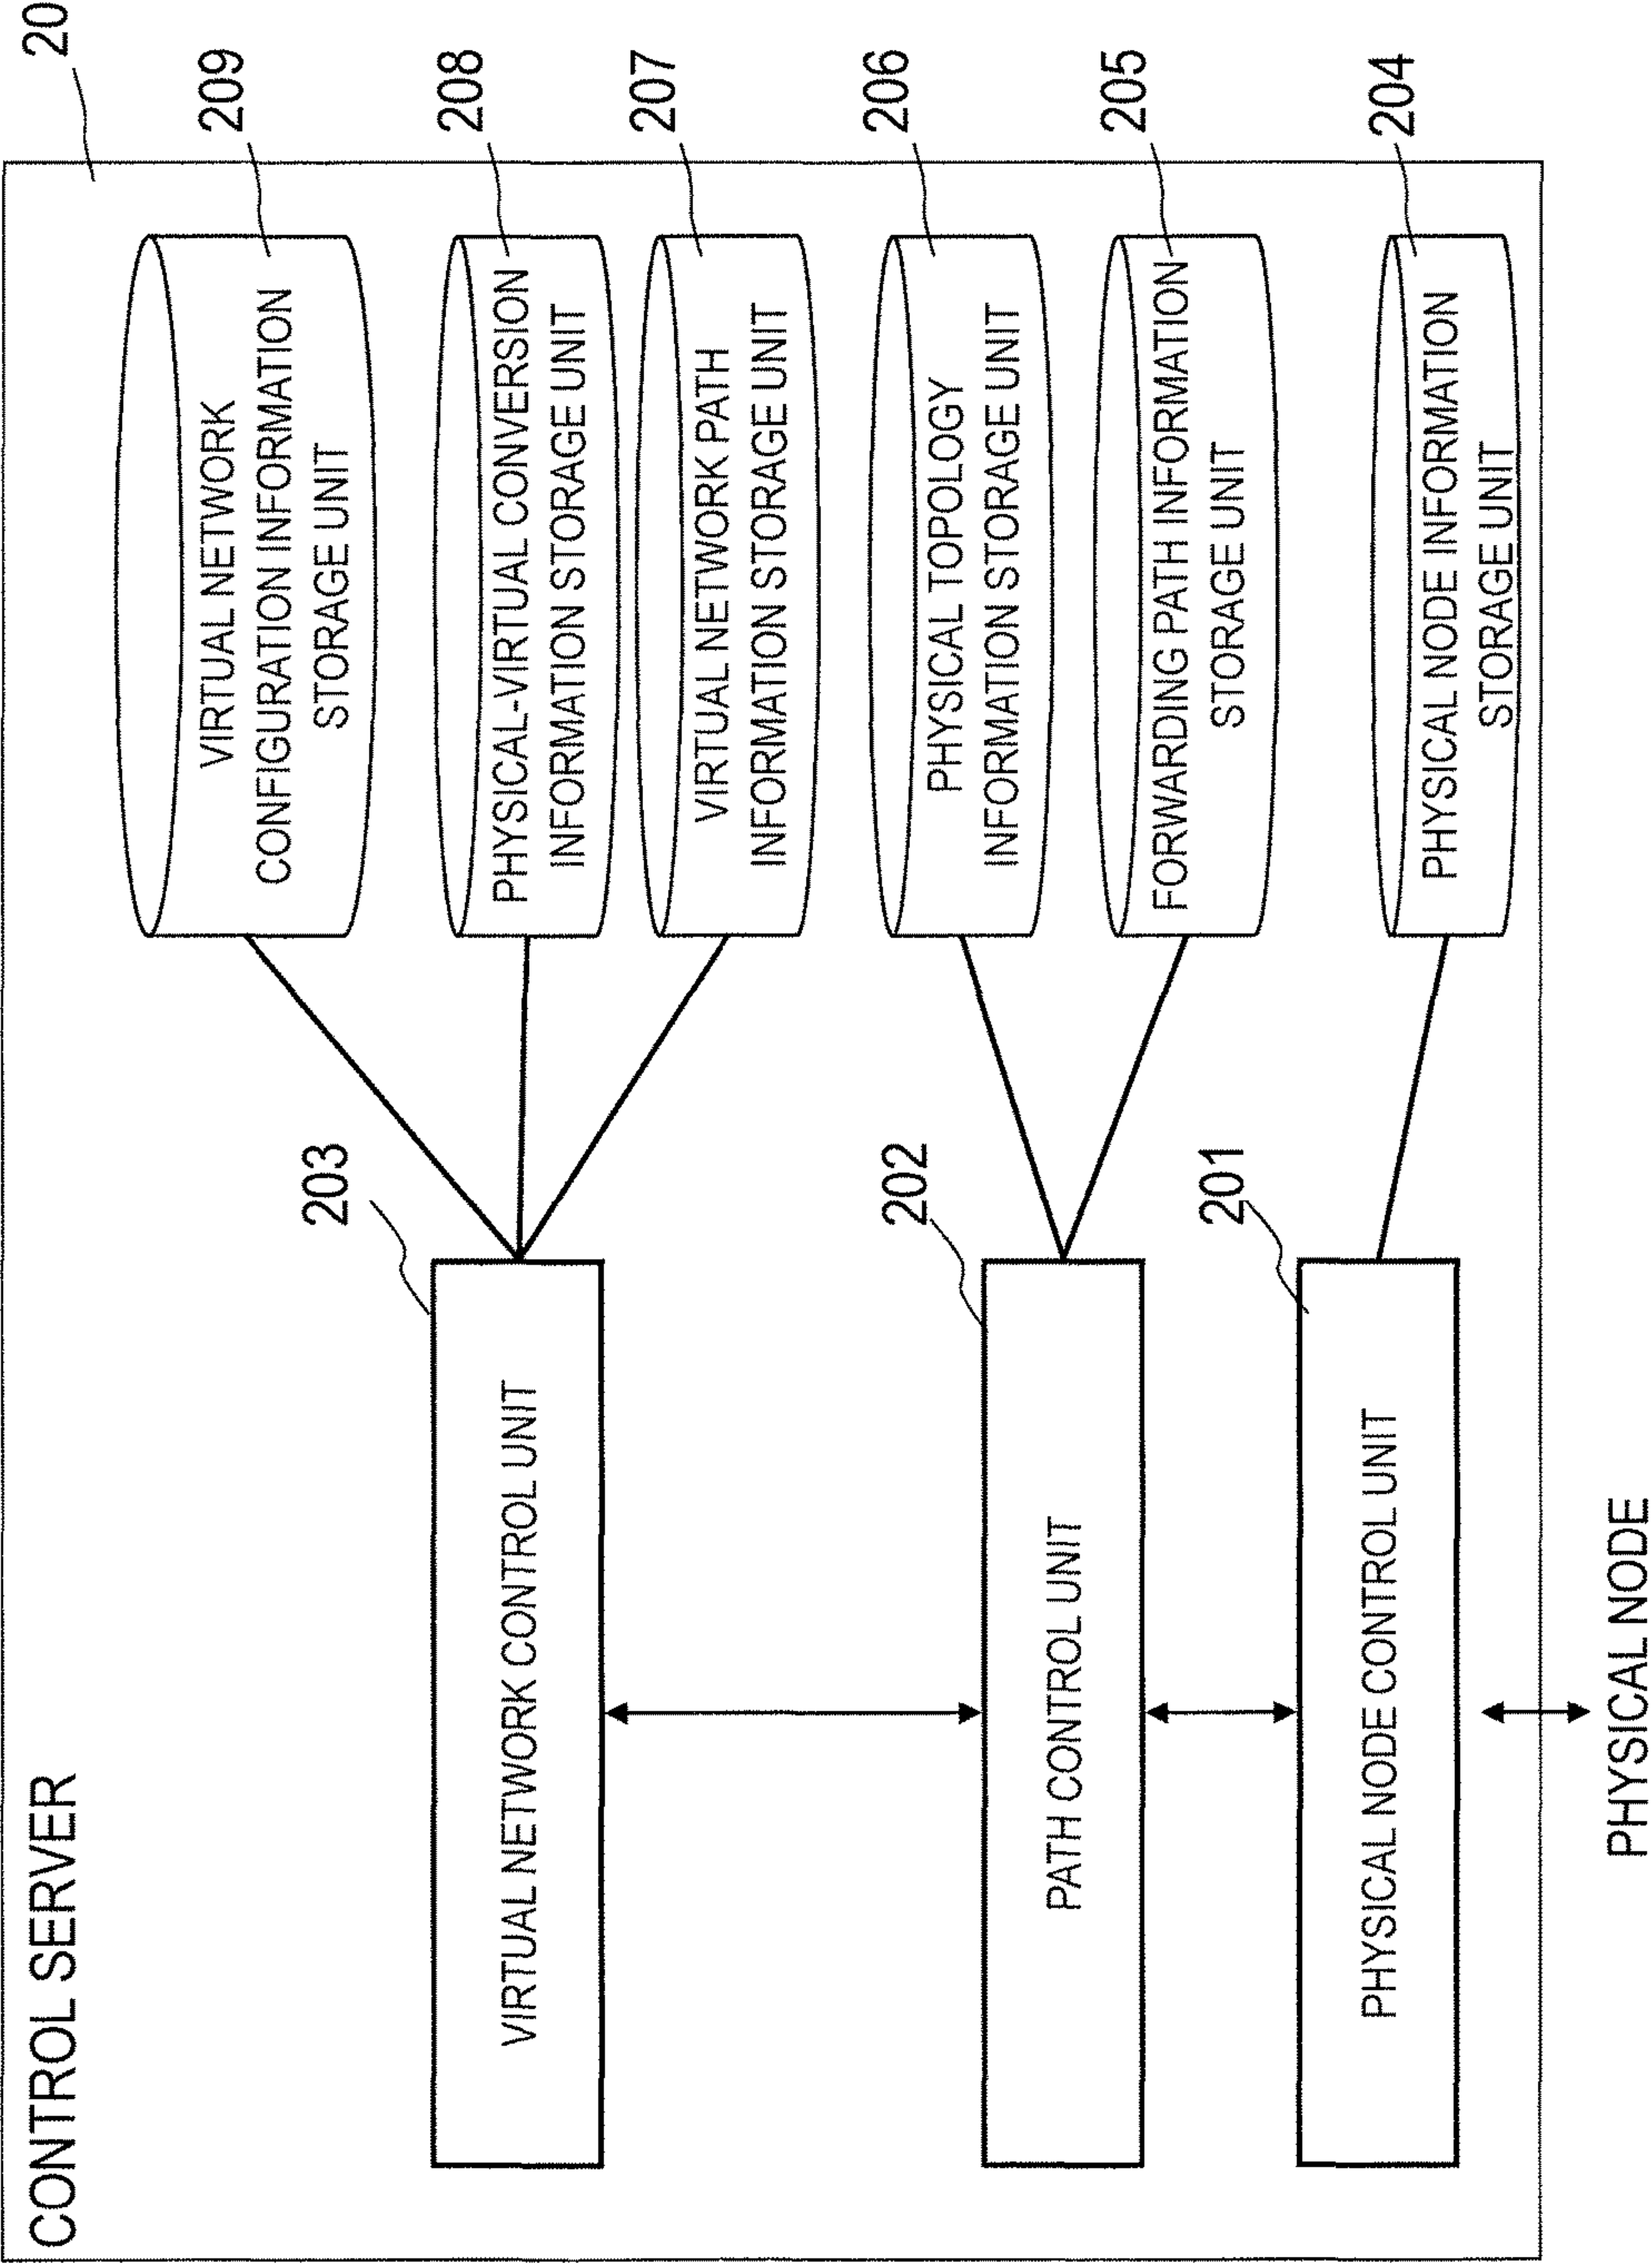 CONTROL SERVER
20
203
VIRTUAL NETWORK CONTROL UNIT
209
VIRTUAL NETWORK
CONFIGURATION INFORMATION
STORAGE UNIT
208
PHYSICAL-VIRTUAL CONVERSION
INFORMATION STORAGE UNIT
207
VIRTUAL NETWORK PATH
INFORMATION STORAGE UNIT
202
PATH CONTROL UNIT
206
PHYSICAL TOPOLOGY
INFORMATION STORAGE UNIT
205
FORWARDING PATH INFORMATION
STORAGE UNIT
201
PHYSICAL NODE CONTROL UNIT
204
PHYSICAL NODE INFORMATION
STORAGE UNIT
PHYSICAL NODE